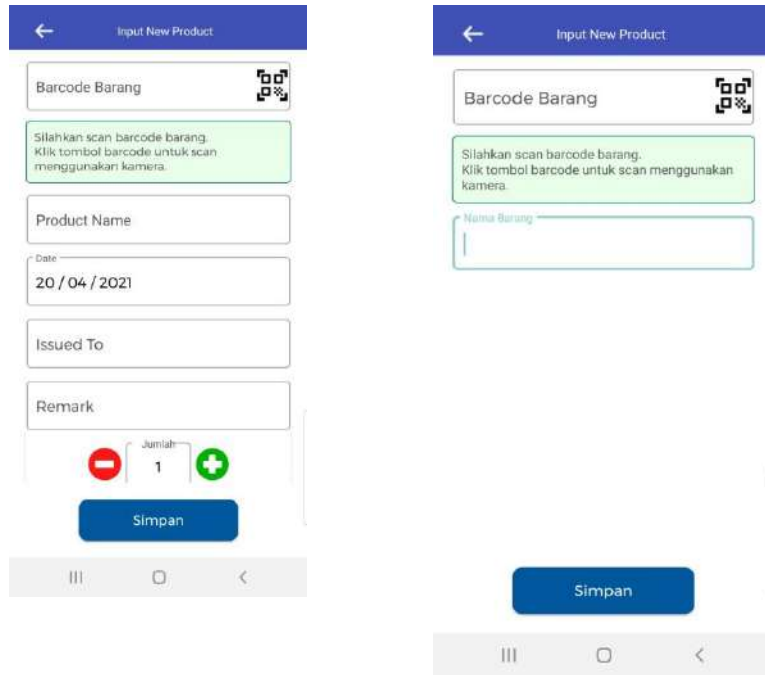 Input New Product
Barcode Barang
Silahkan scan barcode barang.
Klik tombol barcode untuk scan
menggunakan kamera.
Product Name
Date
20 / 04 / 2021
Issued To
Remark
Jumlah
1
Simpan
Input New Product
Barcode Barang
Silahkan scan barcode barang.
Klik tombol barcode untuk scan menggunakan
kamera.
Nama Barang
Simpan